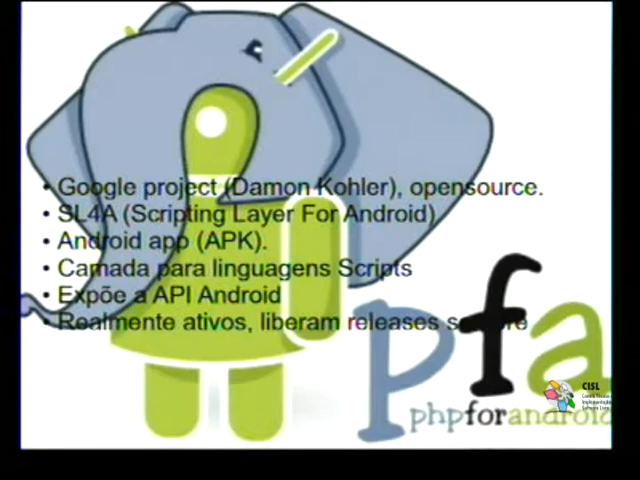 • Google project (Damon Kohler), opensource.
• SL4A (Scripting Layer For Android)
• Android app (APK).
• Camada para linguagens Scripts
• Expõe a API Android
• Realmente ativos, liberam releases
pfa
phpforandroid
CISL